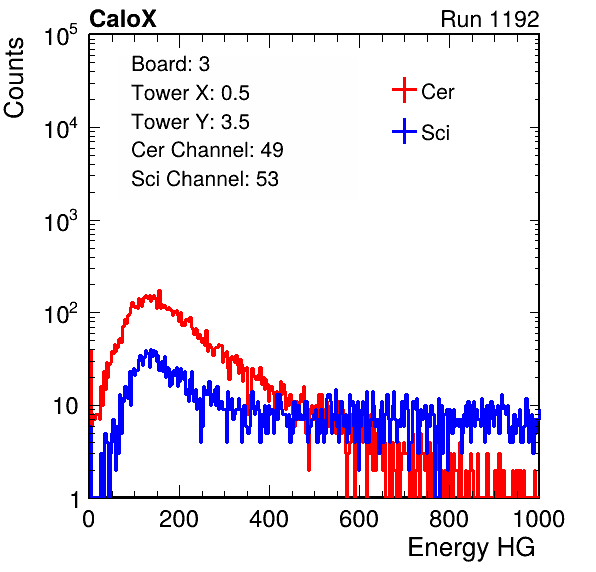 CaloX Run 1192
Counts
10^5
10^4
10^3
10^2
10
1
Board: 3
Tower X: 0.5
Tower Y: 3.5
Cer Channel: 49
Sci Channel: 53
Cer
Sci
0 200 400 600 800 1000
Energy HG